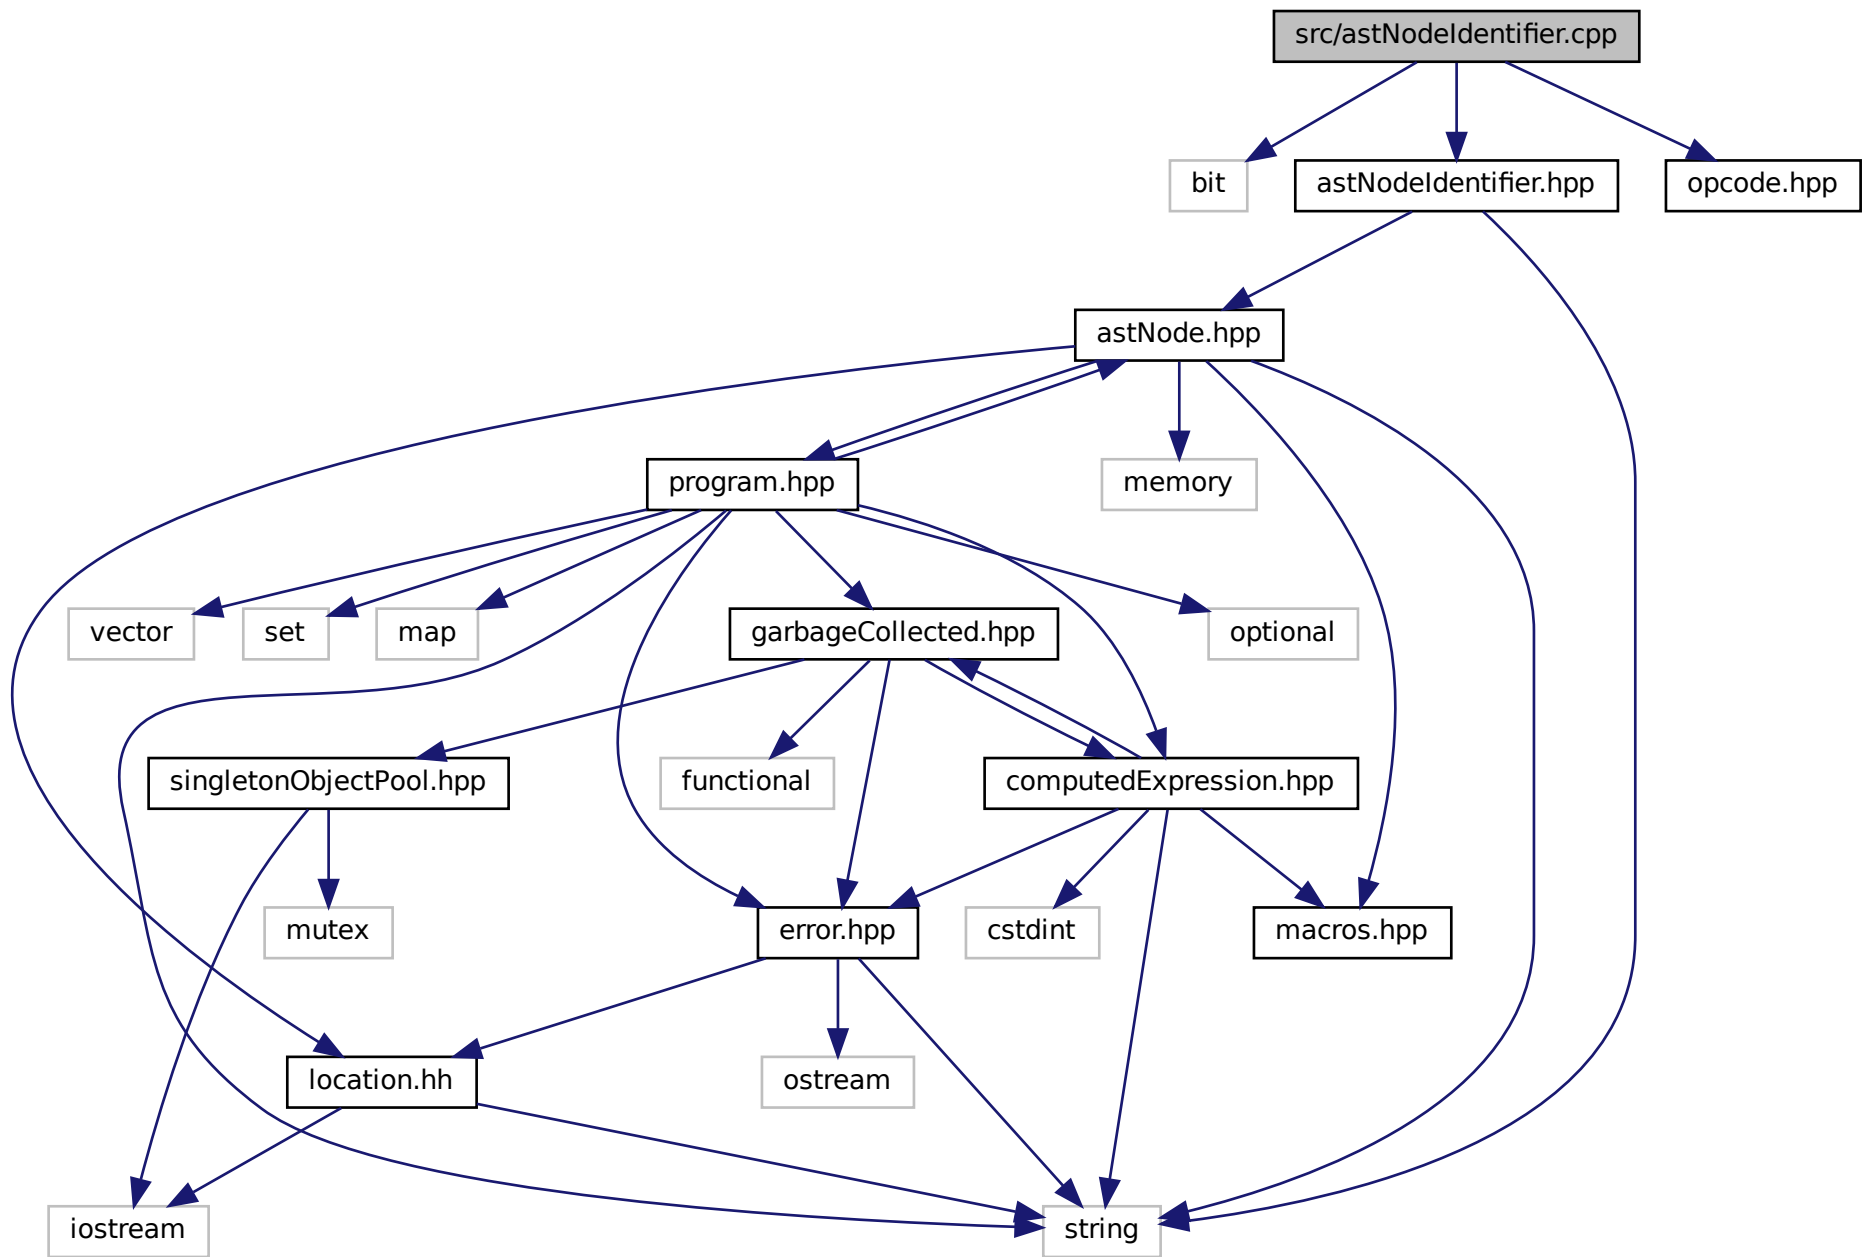 src/astNodeIdentifier.cpp
bit
astNodeIdentifier.hpp
opcode.hpp
astNode.hpp
program.hpp
memory
vector
set
map
garbageCollected.hpp
optional
singletonObjectPool.hpp
functional
computedExpression.hpp
mutex
error.hpp
cstdint
macros.hpp
location.hh
ostream
iostream
string